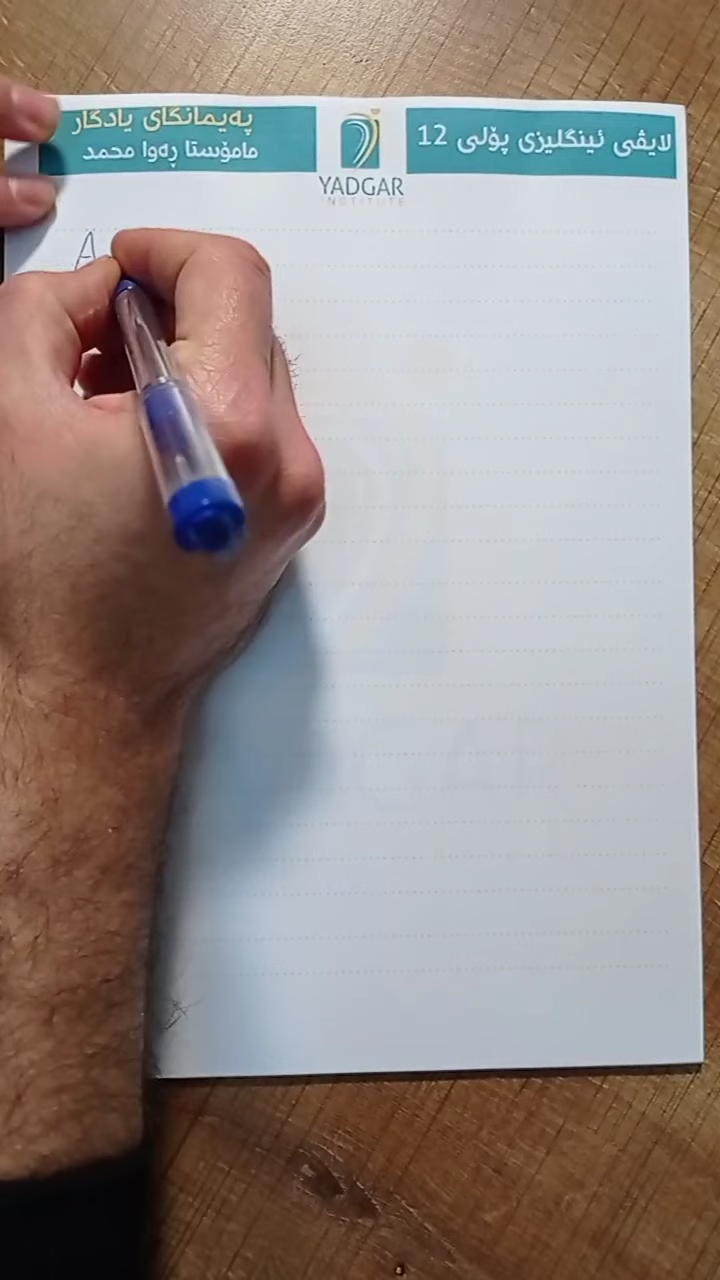 پەیمانگای یادگار
مامۆستا ڕەوا محمد
YADGAR
INSTITUTE
لایڤی ئینگلیزی پۆلی 12
A